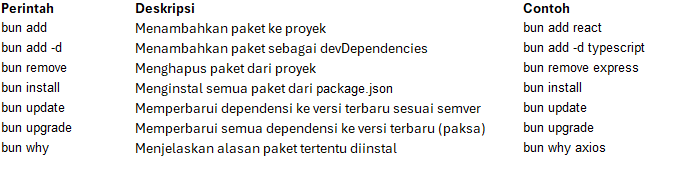 Perintah Deskripsi Contoh
bun add Menambahkan paket ke proyek bun add react
bun add -d Menambahkan paket sebagai devDependencies bun add -d typescript
bun remove Menghapus paket dari proyek bun remove express
bun install Menginstal semua paket dari package.json bun install
bun update Memperbarui dependensi ke versi terbaru sesuai semver bun update
bun upgrade Memperbarui semua dependensi ke versi terbaru (paksa) bun upgrade
bun why Menjelaskan alasan paket tertentu diinstal bun why axios